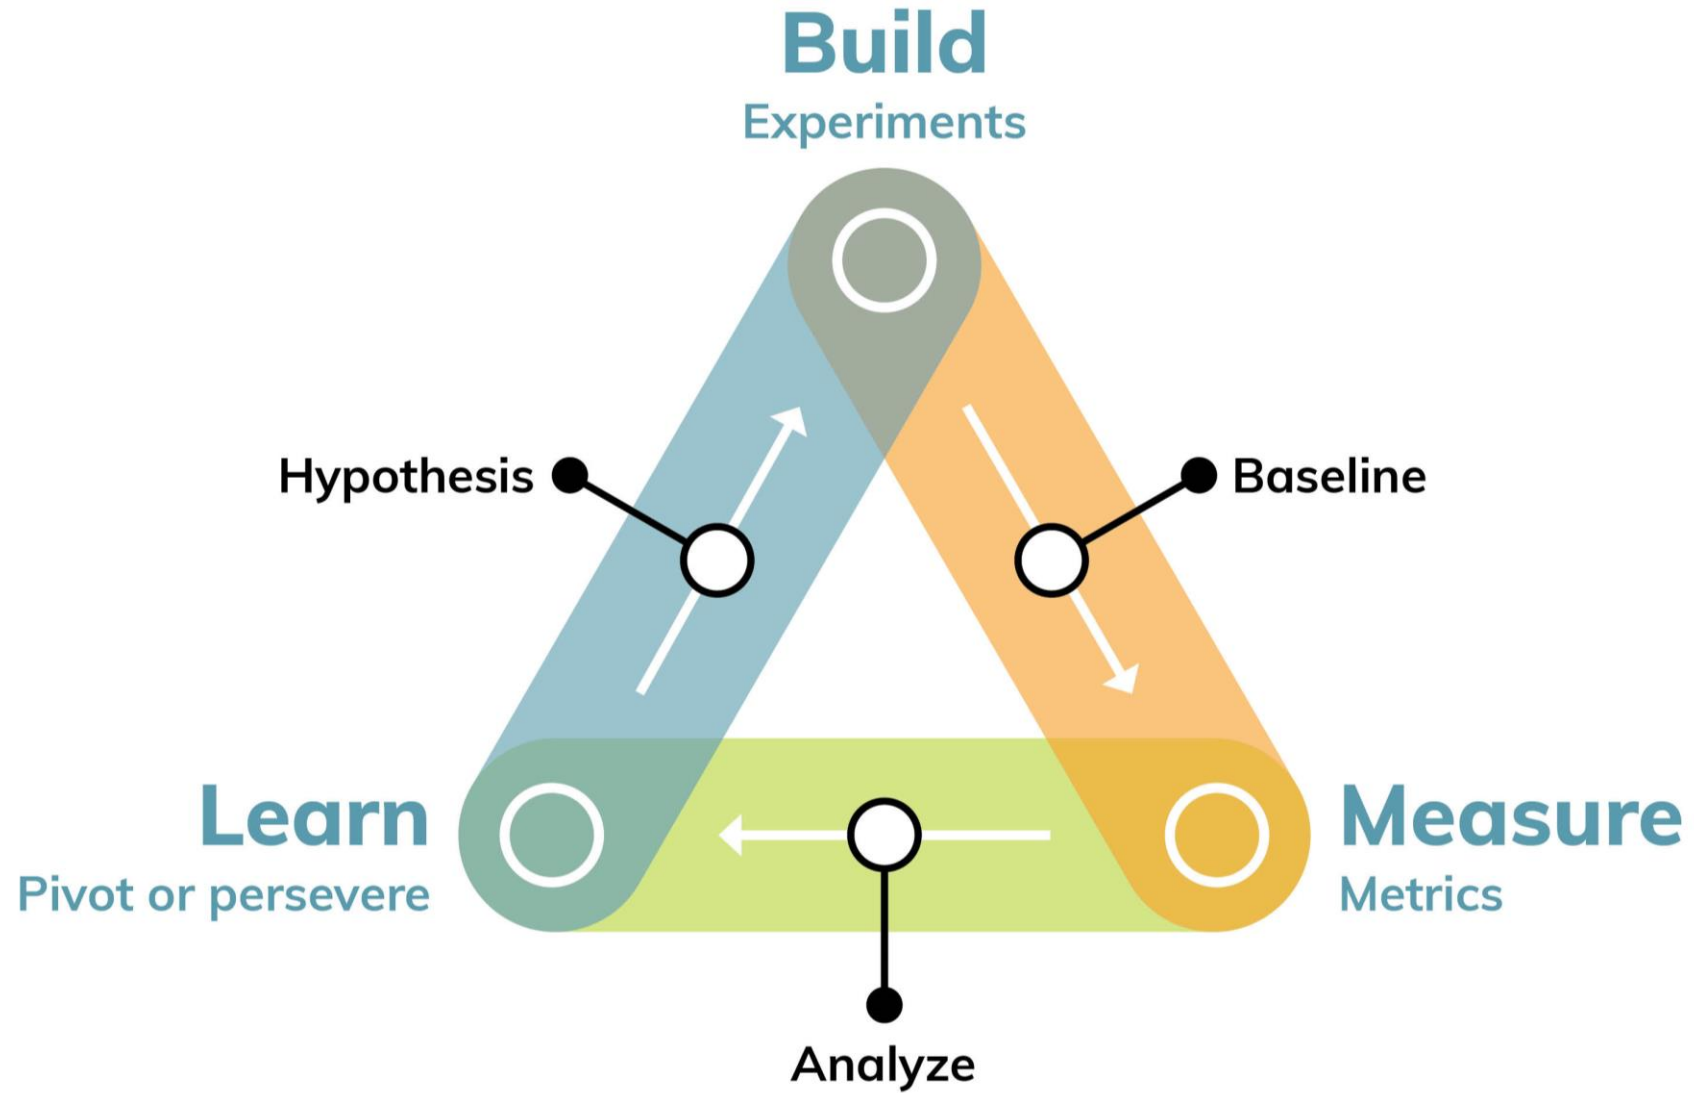 Build
Experiments
Hypothesis
Baseline
Learn
Pivot or persevere
Measure
Metrics
Analyze